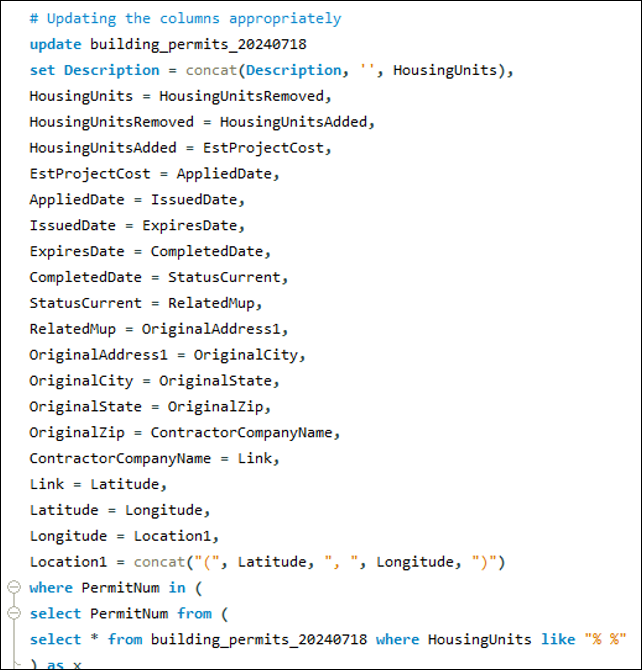 # Updating the columns appropriately
update building_permits_20240718
set Description = concat(Description, '', HousingUnits),
HousingUnits = HousingUnitsRemoved,
HousingUnitsRemoved = HousingUnitsAdded,
HousingUnitsAdded = EstProjectCost,
EstProjectCost = AppliedDate,
AppliedDate = IssuedDate,
IssuedDate = ExpiresDate,
ExpiresDate = CompletedDate,
CompletedDate = StatusCurrent,
StatusCurrent = RelatedMup,
RelatedMup = OriginalAddress1,
OriginalAddress1 = OriginalCity,
OriginalCity = OriginalState,
OriginalState = OriginalZip,
OriginalZip = ContractorCompanyName,
ContractorCompanyName = Link,
Link = Latitude,
Latitude = Longitude,
Longitude = Location1,
Location1 = concat("(", Latitude, ", ", Longitude, ")")
where PermitNum in (
select PermitNum from (
select * from building_permits_20240718 where HousingUnits like "% %"
) as x